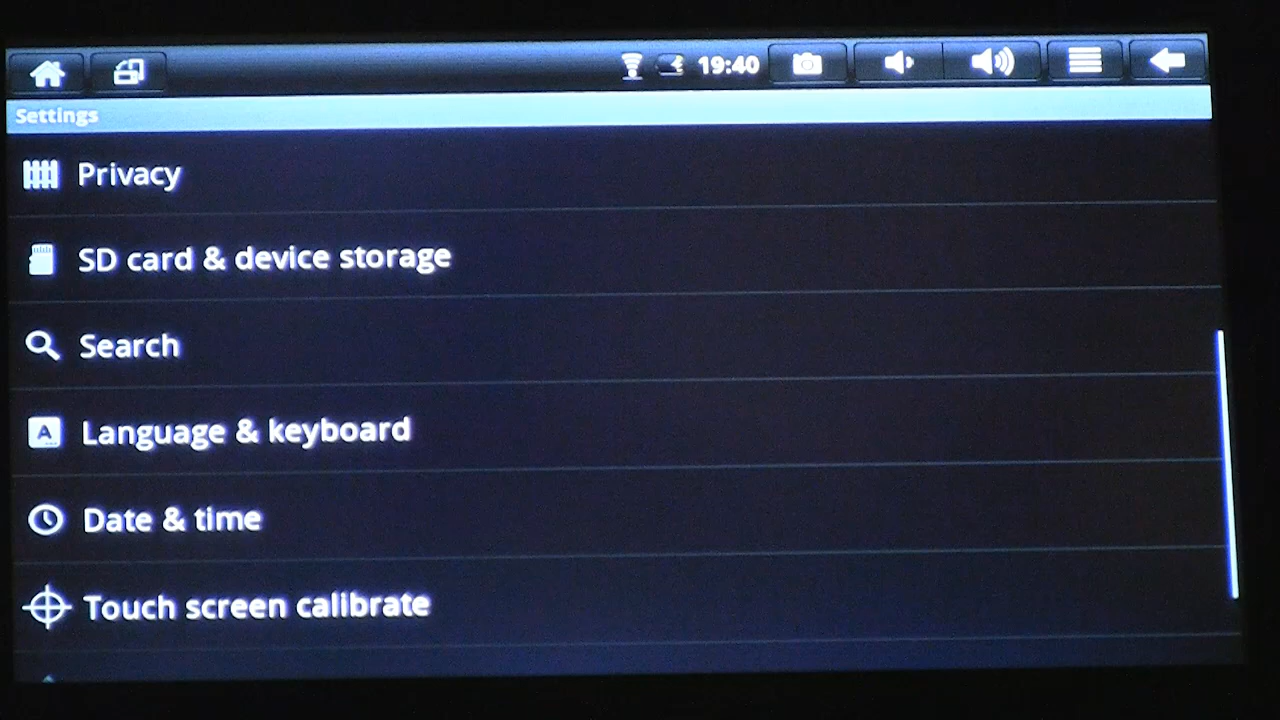 19:40
Settings
Privacy
SD card & device storage
Search
Language & keyboard
Date & time
Touch screen calibrate